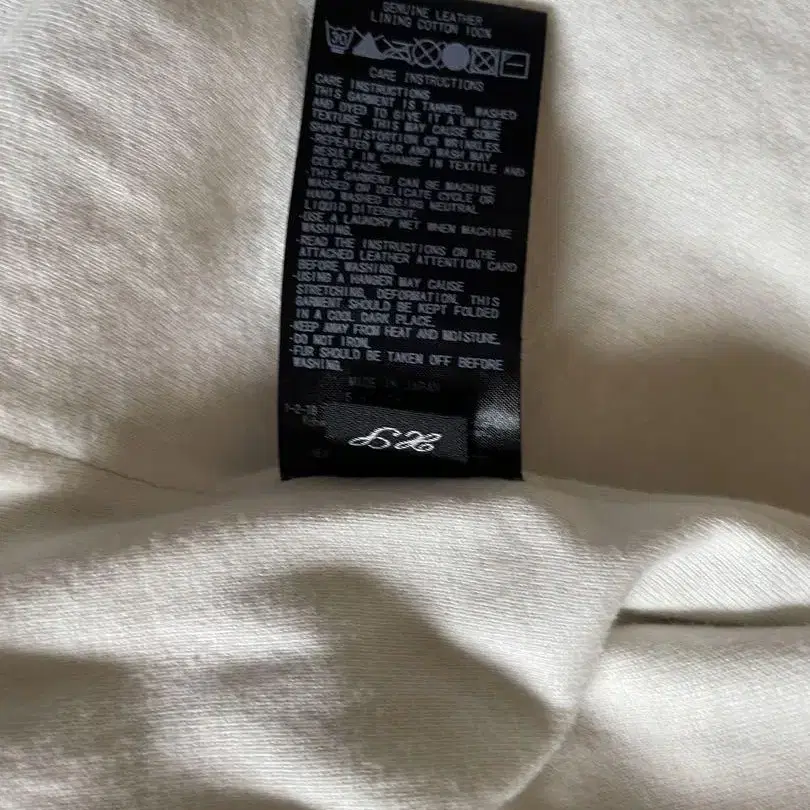 GENUINE LEATHER
LINING COTTON 100%
30
CARE INSTRUCTIONS
CARE INSTRUCTIONS
THIS GARMENT IS TANNED, WASHED
AND DYED TO GIVE IT A UNIQUE
TEXTURE. THIS MAY CAUSE SOME
SHAPE DISTORTION OR WRINKLES.
-REPEATED WEAR AND WASH MAY
RESULT IN CHANGE IN TEXTILE AND
COLOR FADE.
-THIS GARMENT CAN BE MACHINE
WASHED ON DELICATE CYCLE OR
HAND WASHED USING NEUTRAL
LIQUID DITERGENT.
-USE A LAUNDRY NET WHEN MACHINE
WASHING.
-READ THE INSTRUCTIONS ON THE
ATTACHED LEATHER ATTENTION CARD
BEFORE WASHING.
-USING A HANGER MAY CAUSE
STRETCHING, DEFORMATION, THIS
GARMENT SHOULD BE KEPT FOLDED
IN A COOL DARK PLACE.
-KEEP AWAY FROM HEAT AND MOISTURE.
-DO NOT IRON.
-FUR SHOULD BE TAKEN OFF BEFORE
WASHING.
MADE IN JAPAN
1-2-18